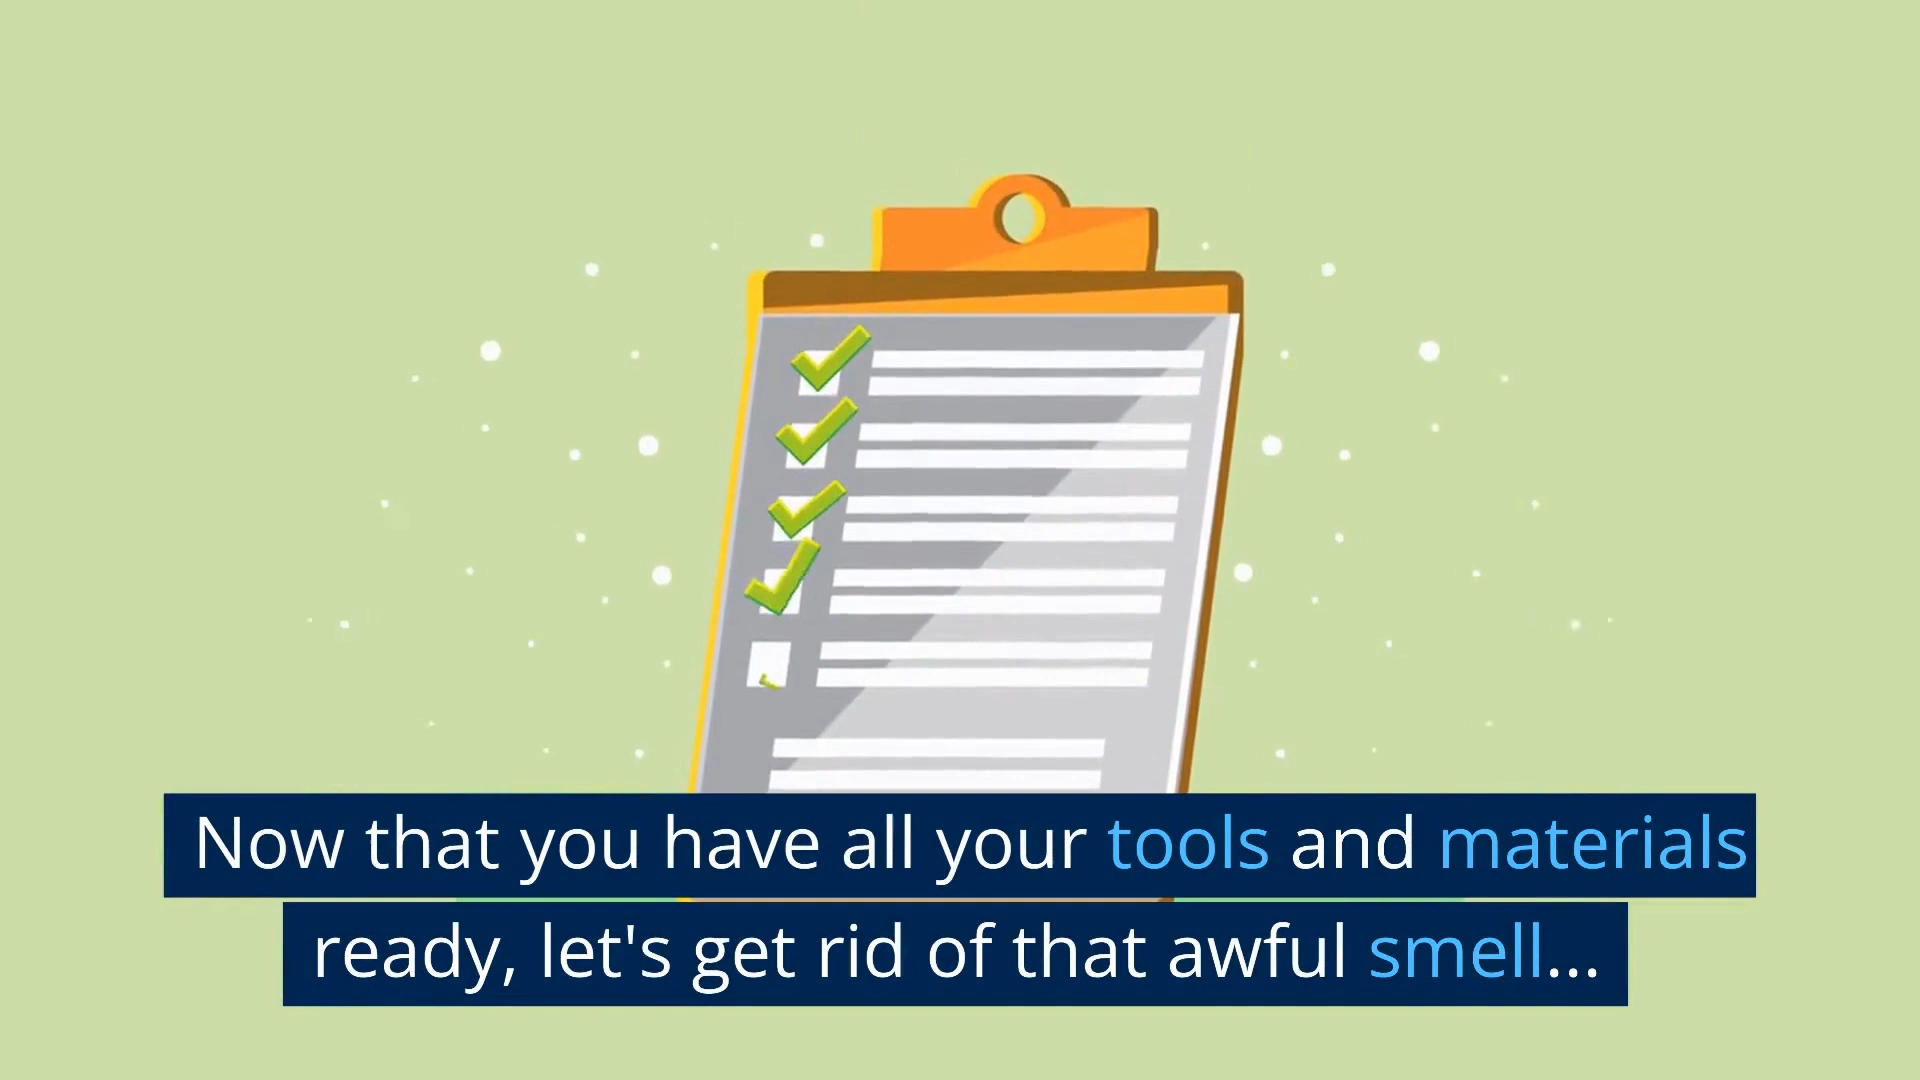 Now that you have all your tools and materials
ready, let's get rid of that awful smell...